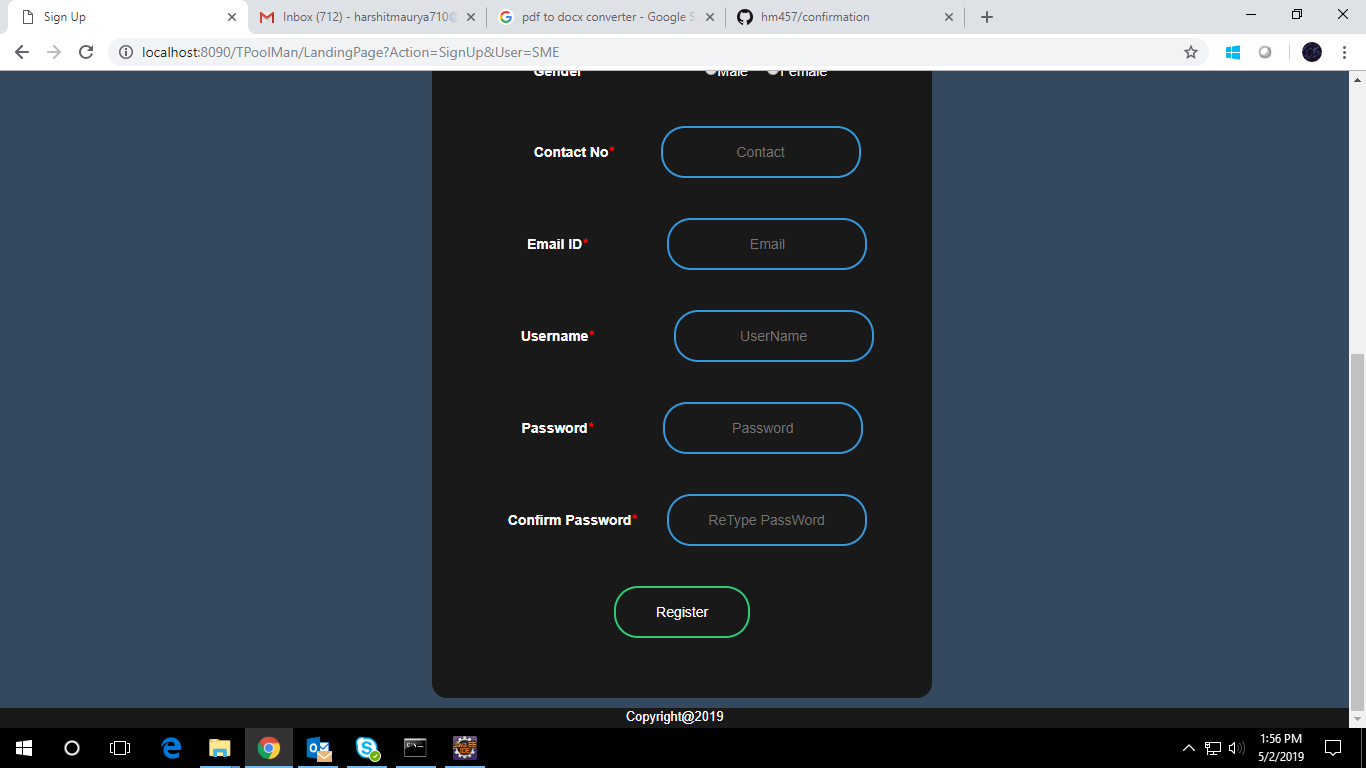 Sign Up
Inbox (712) - harshitmaurya710@
pdf to docx converter - Google S
hm457/confirmation
localhost:8090/TPoolMan/LandingPage?Action=SignUp&User=SME
Gender Male Female
Contact No* Contact
Email ID* Email
Username* UserName
Password* Password
Confirm Password* ReType PassWord
Register
Copyright@2019
1:56 PM
5/2/2019